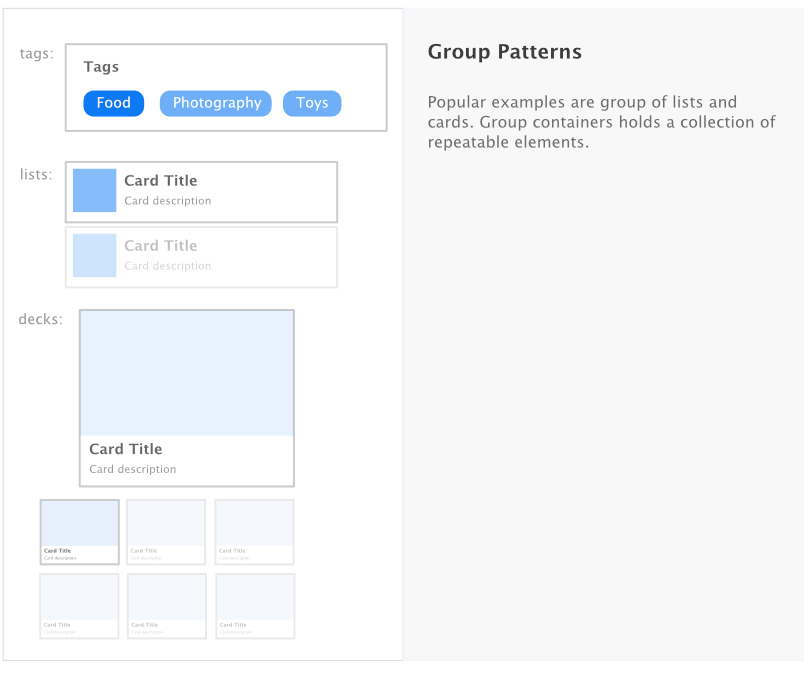 tags:
Tags
Food Photography Toys
lists:
Card Title
Card description
Card Title
Card description
decks:
Card Title
Card description
Card Title Card Title Card Title
Card description Card description Card description
Card Title Card Title Card Title
Card description Card description Card description
Group Patterns
Popular examples are group of lists and
cards. Group containers holds a collection of
repeatable elements.